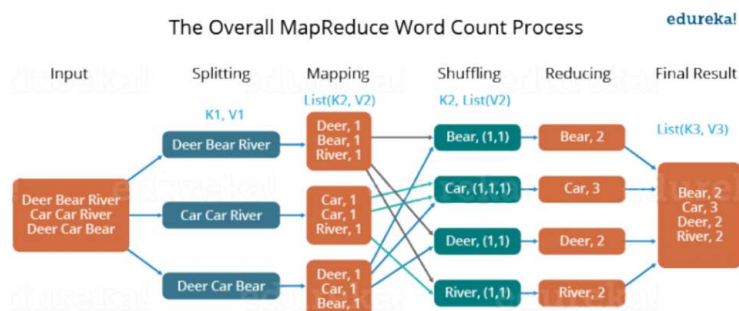 edureka!
The Overall MapReduce Word Count Process
Input
Splitting
Mapping
Shuffling
Reducing
Final Result
K1, V1
List(K2, V2)
K2, List(V2)
List(K3, V3)
Deer Bear River
Car Car River
Deer Car Bear
Deer Bear River
Car Car River
Deer Car Bear
Deer, 1
Bear, 1
River, 1
Car, 1
Car, 1
River, 1
Deer, 1
Car, 1
Bear, 1
Bear, (1,1)
Car, (1,1,1)
Deer, (1,1)
River, (1,1)
Bear, 2
Car, 3
Deer, 2
River, 2
Bear, 2
Car, 3
Deer, 2
River, 2